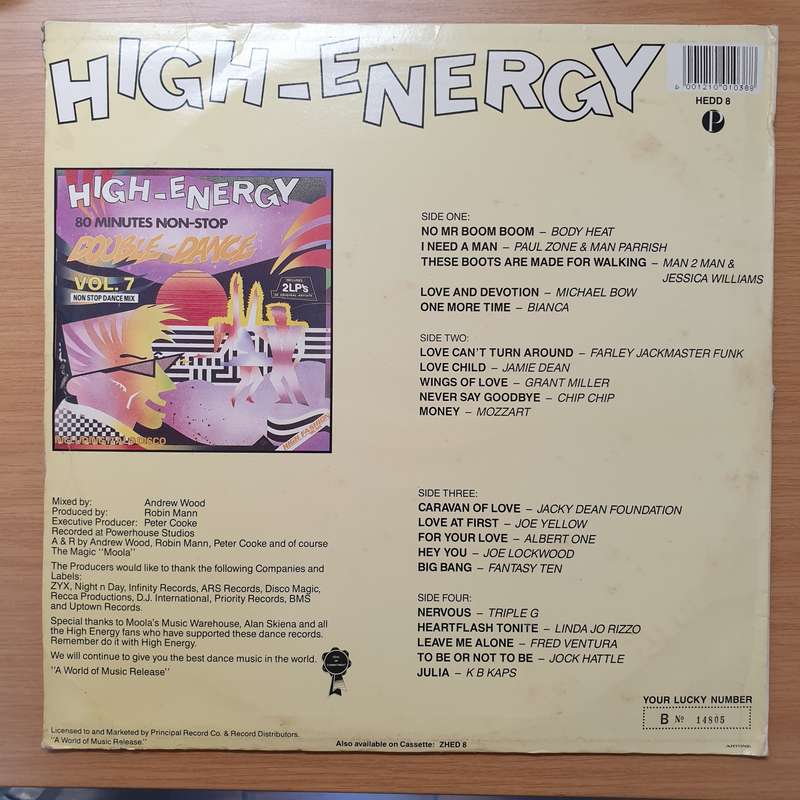 HIGH-ENERGY
6 001210 010389
HEDD 8
P
HIGH-ENERGY
80 MINUTES NON-STOP
DOUBLE-DANCE
VOL. 7
NON STOP DANCE MIX
INCLUDES
2LP's
HIGH FASHION
SIDE ONE:
NO MR BOOM BOOM – BODY HEAT
I NEED A MAN – PAUL ZONE & MAN PARRISH
THESE BOOTS ARE MADE FOR WALKING – MAN 2 MAN &
JESSICA WILLIAMS
LOVE AND DEVOTION – MICHAEL BOW
ONE MORE TIME – BIANCA
SIDE TWO:
LOVE CAN'T TURN AROUND – FARLEY JACKMASTER FUNK
LOVE CHILD – JAMIE DEAN
WINGS OF LOVE – GRANT MILLER
NEVER SAY GOODBYE – CHIP CHIP
MONEY – MOZZART
SIDE THREE:
CARAVAN OF LOVE – JACKY DEAN FOUNDATION
LOVE AT FIRST – JOE YELLOW
FOR YOUR LOVE – ALBERT ONE
HEY YOU – JOE LOCKWOOD
BIG BANG – FANTASY TEN
SIDE FOUR:
NERVOUS – TRIPLE G
HEARTFLASH TONITE – LINDA JO RIZZO
LEAVE ME ALONE – FRED VENTURA
TO BE OR NOT TO BE – JOCK HATTLE
JULIA – K B KAPS
Mixed by: Andrew Wood
Produced by: Robin Mann
Executive Producer: Peter Cooke
Recorded at Powerhouse Studios
A & R by Andrew Wood, Robin Mann, Peter Cooke and of course
The Magic "Moola"
The Producers would like to thank the following Companies and
Labels:
ZYX, Night n Day, Infinity Records, ARS Records, Disco Magic,
Recca Productions, D.J. International, Priority Records, BMS
and Uptown Records.
Special thanks to Moola's Music Warehouse, Alan Skiena and all
the High Energy fans who have supported these dance records.
Remember do it with High Energy.
We will continue to give you the best dance music in the world.
"A World of Music Release"
YOUR LUCKY NUMBER
B No 14805
Licensed to and Marketed by Principal Record Co. & Record Distributors.
"A World of Music Release."
Also available on Cassette: ZHED 8